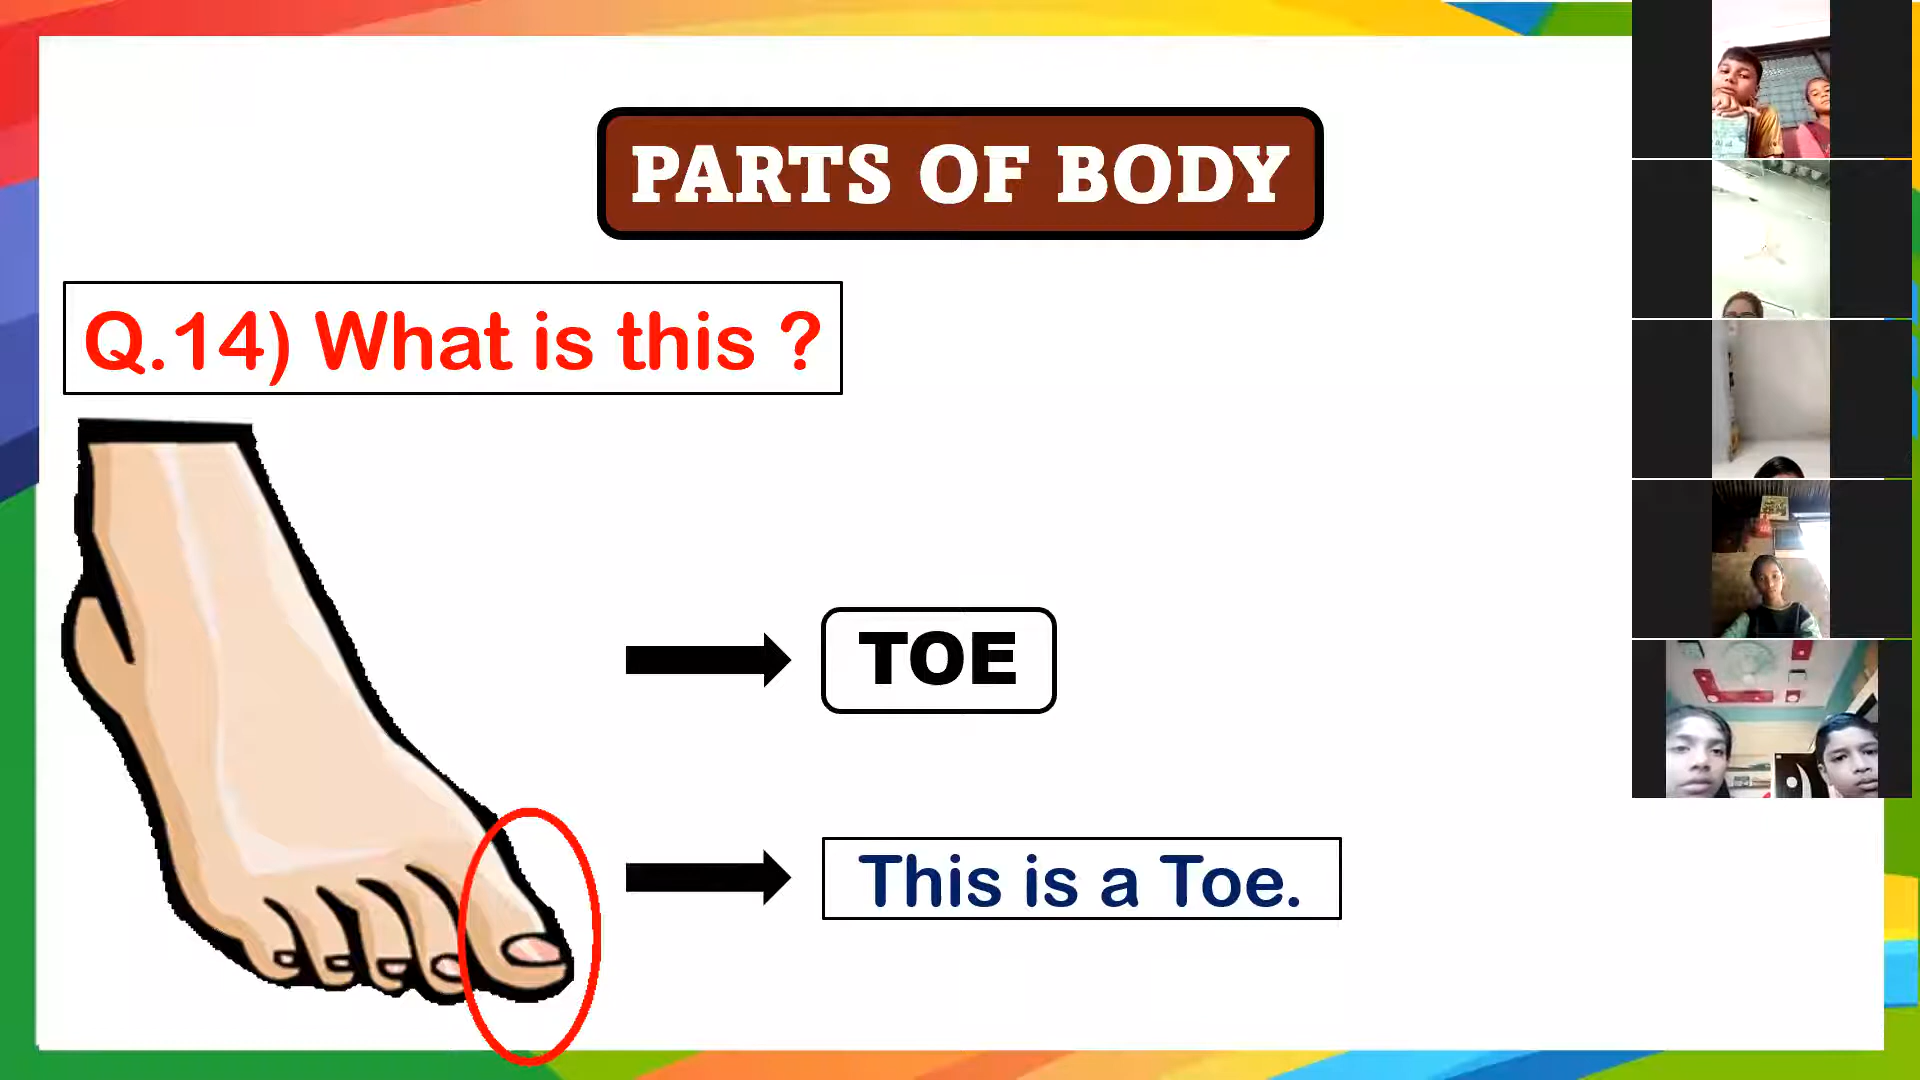 PARTS OF BODY
Q.14) What is this ?
TOE
This is a Toe.